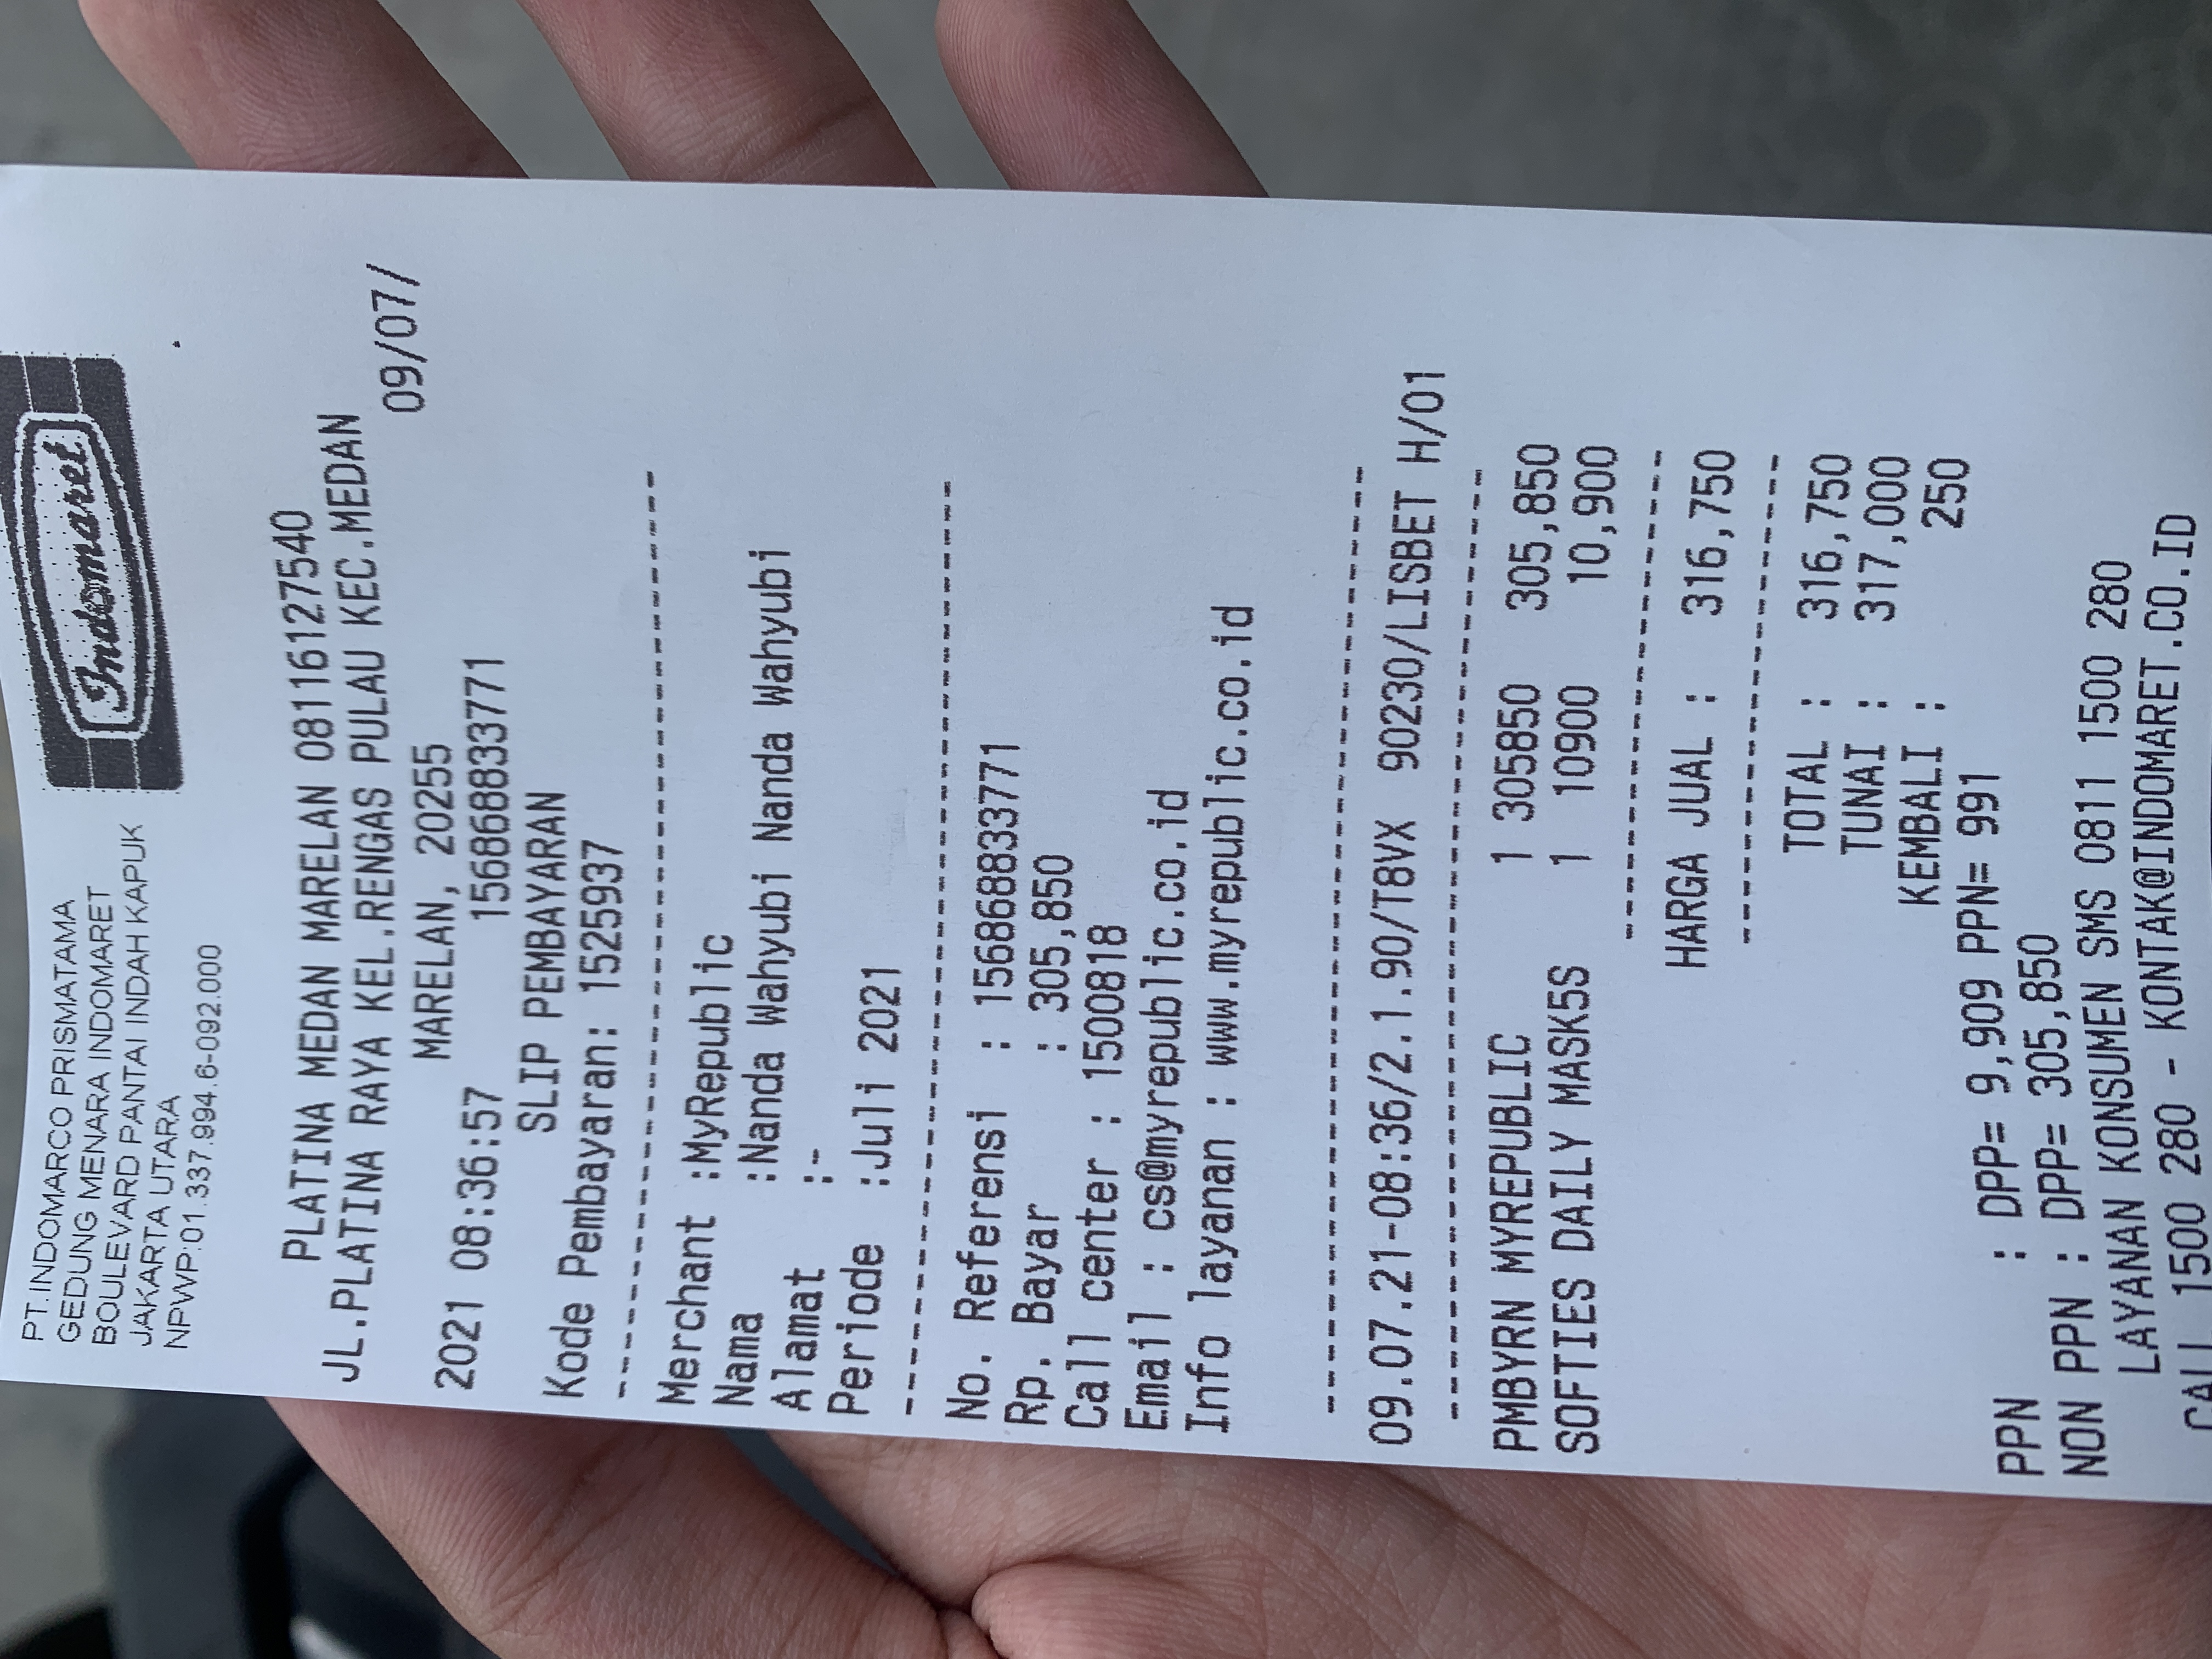 PT.INDOMARCO PRISMATAMA
GEDUNG MENARA INDOMARET
BOULEVARD PANTAI INDAH KAPUK
JAKARTA UTARA
NPWP:01.337.994.6-092.000
Indomaret
PLATINA MEDAN MARELAN 08116127540
JL.PLATINA RAYA KEL.RENGAS PULAU KEC.MEDAN
MARELAN, 20255 09/07/
2021 08:36:57 156868833771
SLIP PEMBAYARAN
Kode Pembayaran: 1525937
------------------------------------
Merchant :MyRepublic
Nama :Nanda Wahyubi Nanda Wahyubi
Alamat :-
Periode :Juli 2021
------------------------------------
No. Referensi : 156868833771
Rp. Bayar : 305,850
Call center : 1500818
Email : cs@myrepublic.co.id
Info layanan : www.myrepublic.co.id
------------------------------------
09.07.21-08:36/2.1.90/T8VX 90230/LISBET H/01
------------------------------------
PMBYRN MYREPUBLIC 1 305850 305,850
SOFTIES DAILY MASK5S 1 10900 10,900
-------------------
HARGA JUAL : 316,750
-------------------
TOTAL : 316,750
TUNAI : 317,000
KEMBALI : 250
PPN : DPP= 9,909 PPN= 991
NON PPN : DPP= 305,850
LAYANAN KONSUMEN SMS 0811 1500 280
CALL 1500 280 - KONTAK@INDOMARET.CO.ID